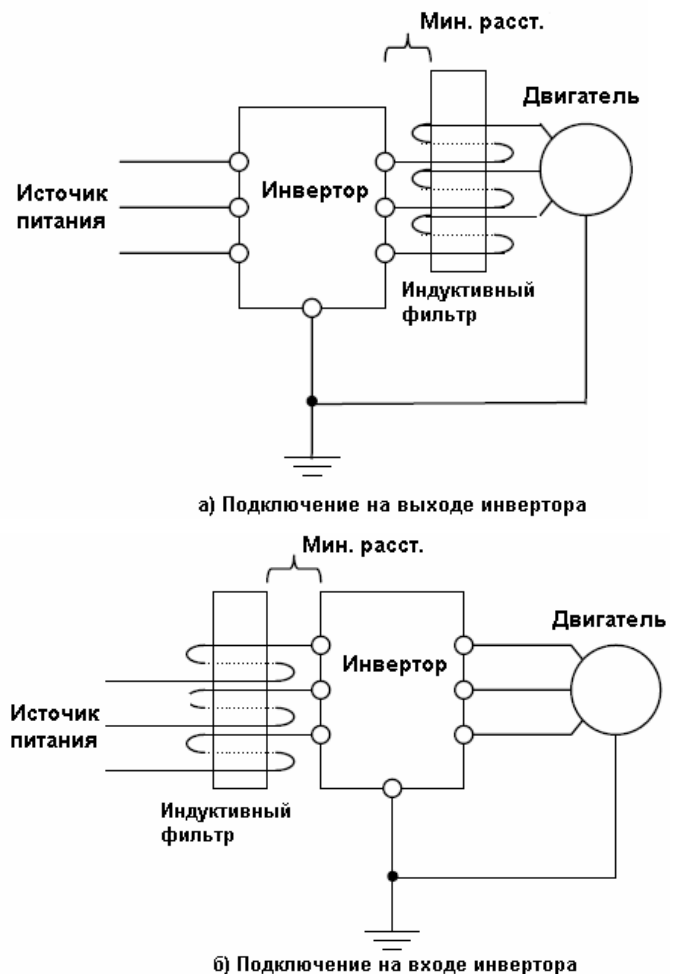 Мин. расст.
Двигатель
Источик
питания
Инвертор
Индуктивный
фильтр
а) Подключение на выходе инвертора
Мин. расст.
Двигатель
Инвертор
Источик
питания
Индуктивный
фильтр
б) Подключение на входе инвертора